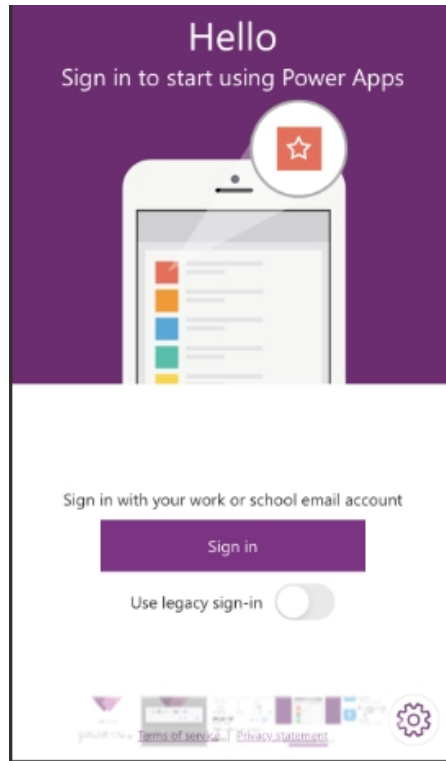 Hello
Sign in to start using Power Apps
Sign in with your work or school email account
Sign in
Use legacy sign-in
Terms of service | Privacy statement